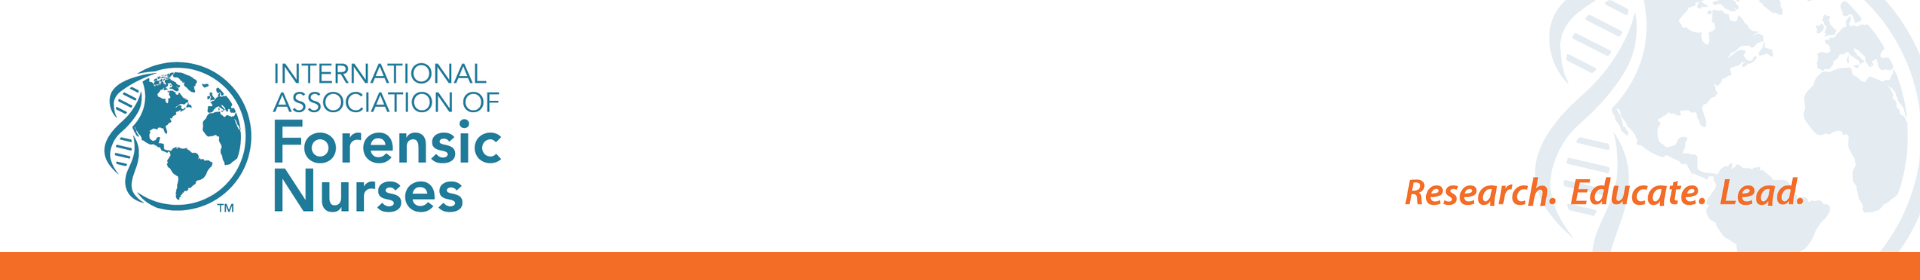 INTERNATIONAL
ASSOCIATION OF
Forensic
Nurses
TM
Research. Educate. Lead.